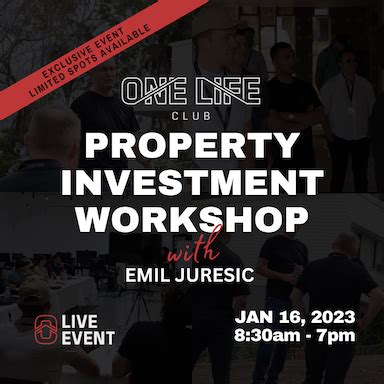 EXCLUSIVE EVENT
LIMITED SPOTS AVAILABLE
ONE LIFE
CLUB
PROPERTY
INVESTMENT
WORKSHOP
with
EMIL JURESIC
LIVE
EVENT
JAN 16, 2023
8:30am - 7pm